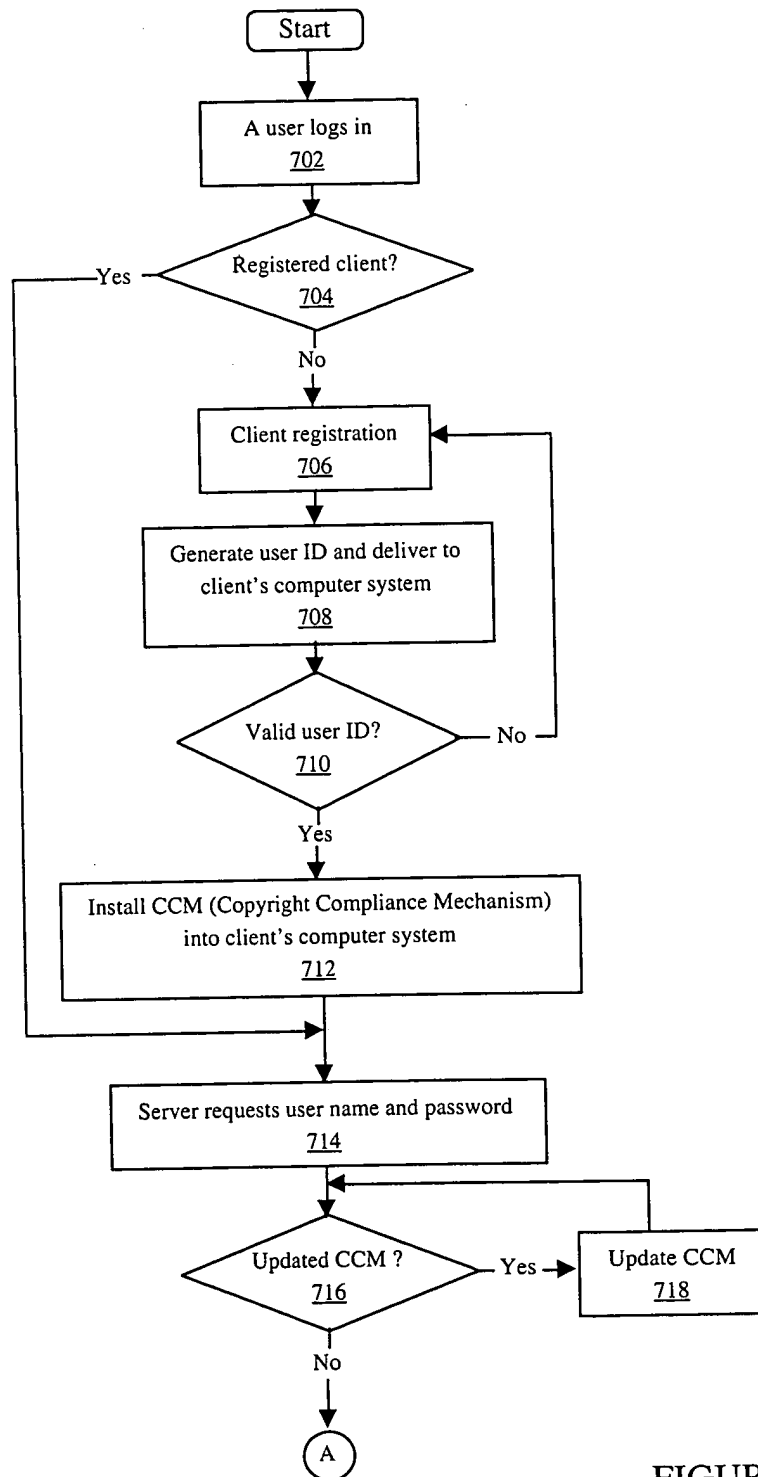 Start
A user logs in
702
Registered client?
704
Yes
No
Client registration
706
Generate user ID and deliver to
client's computer system
708
Valid user ID?
710
No
Yes
Install CCM (Copyright Compliance Mechanism)
into client's computer system
712
Server requests user name and password
714
Updated CCM ?
716
Yes
Update CCM
718
No
A